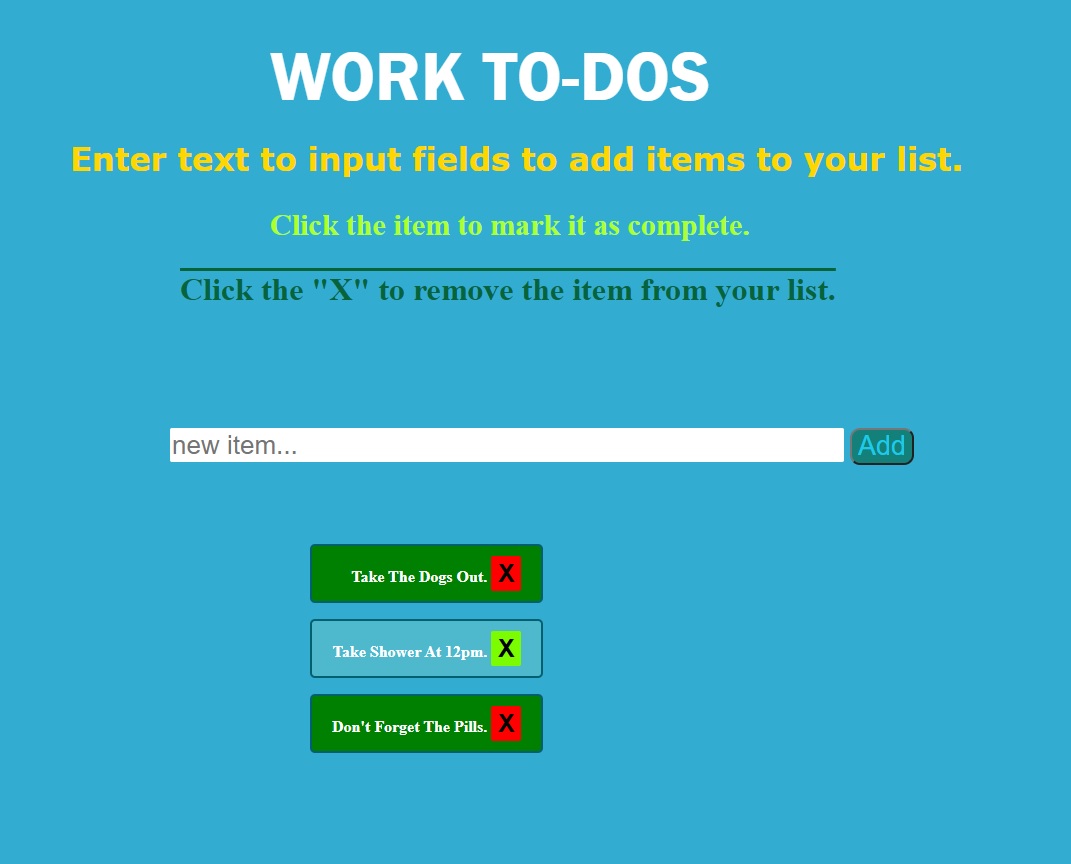 WORK TO-DOS
Enter text to input fields to add items to your list.
Click the item to mark it as complete.
Click the "X" to remove the item from your list.
new item... Add
Take The Dogs Out. X
Take Shower At 12pm. X
Don't Forget The Pills. X